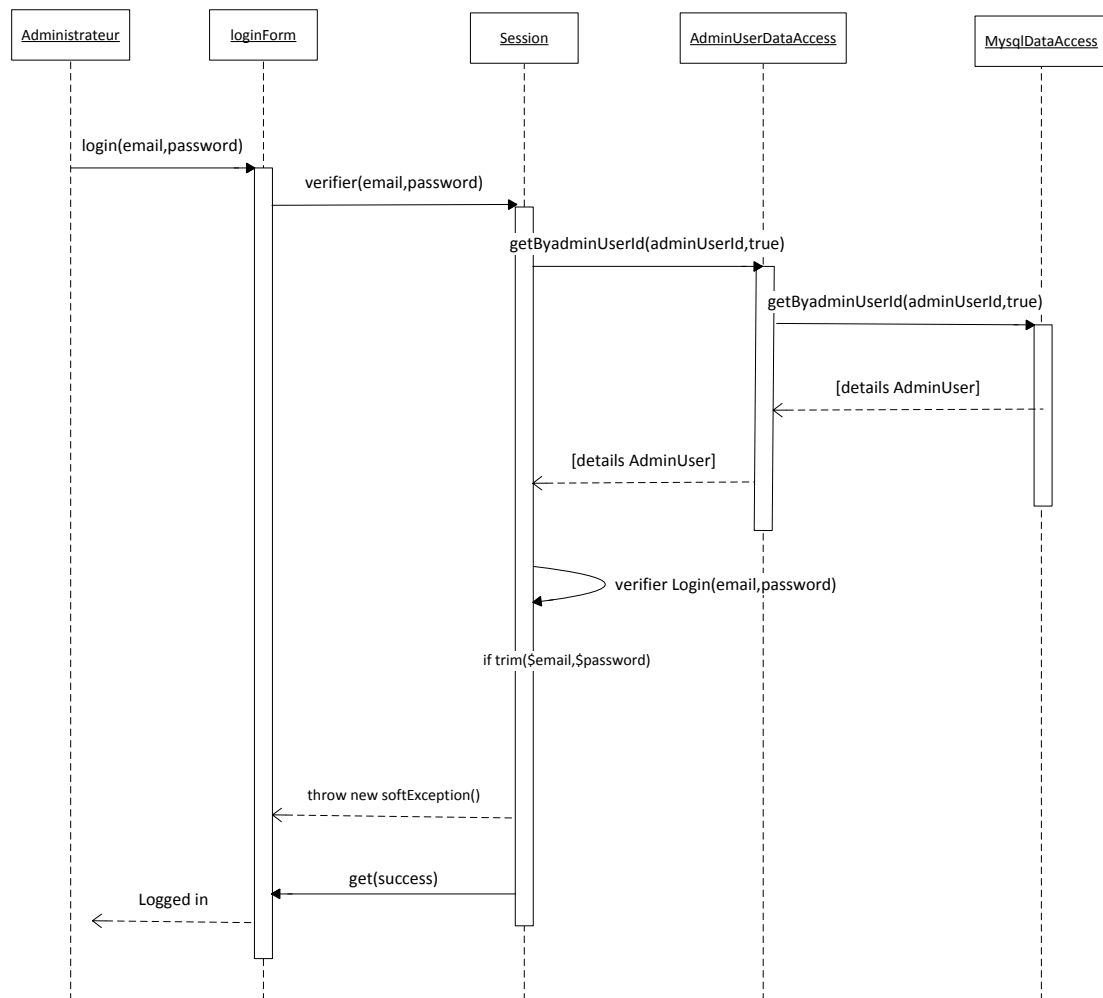 Administrateur
loginForm
Session
AdminUserDataAccess
MysqlDataAccess
login(email,password)
verifier(email,password)
getByadminUserId(adminUserId,true)
getByadminUserId(adminUserId,true)
[details AdminUser]
[details AdminUser]
verifier Login(email,password)
if trim($email,$password)
throw new softException()
get(success)
Logged in